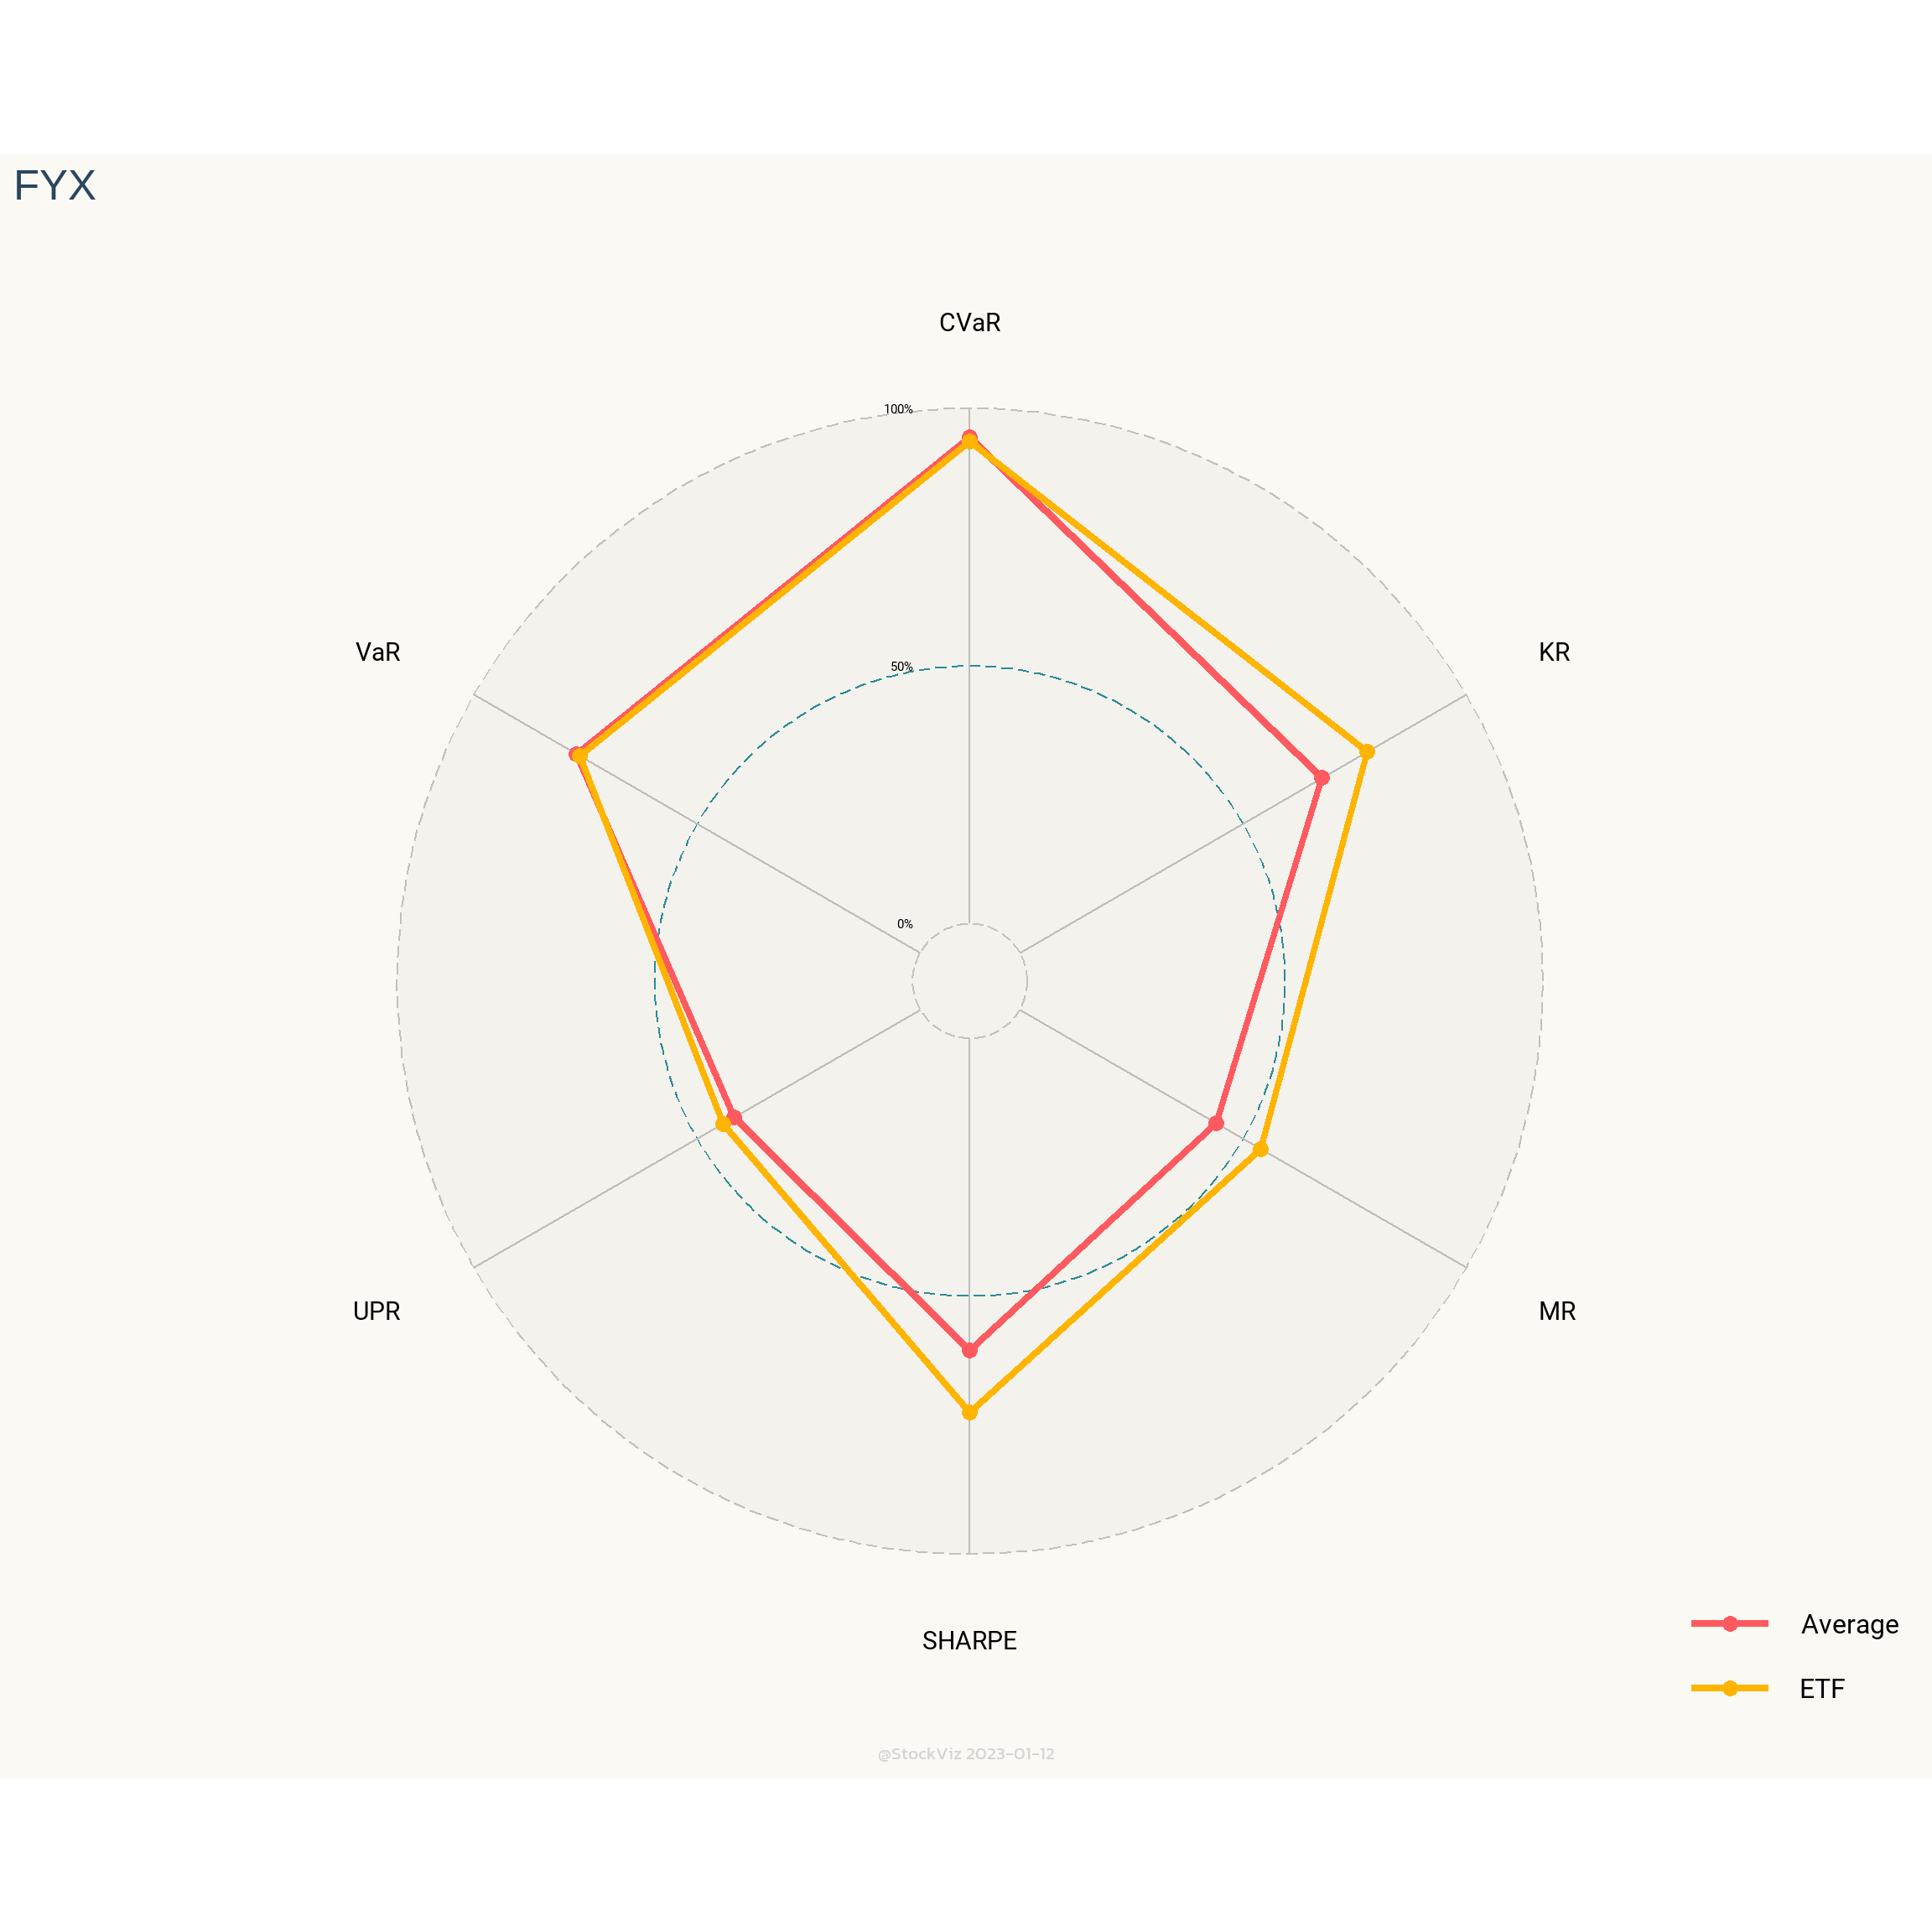 FYX
CVaR
100%
VaR
KR
50%
0%
UPR
MR
SHARPE
Average
ETF
@StockViz 2023-01-12